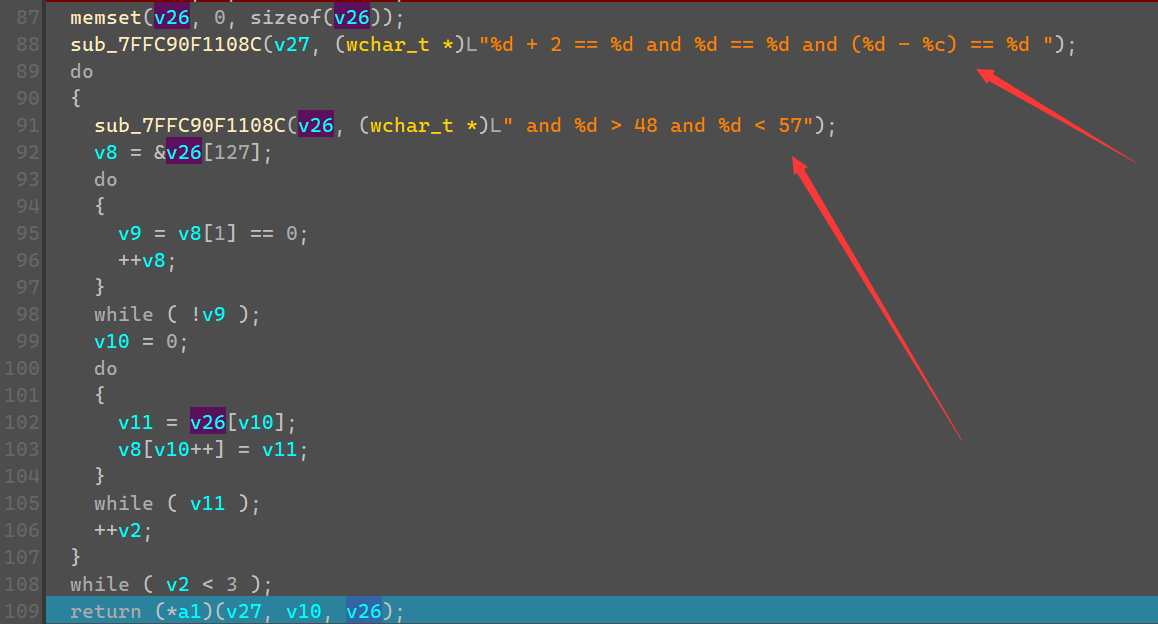 87 memset(v26, 0, sizeof(v26));
88 sub_7FFC90F1108C(v27, (wchar_t *)L"%d + 2 == %d and %d == %d and (%d - %c) == %d ");
89 do
90 {
91 sub_7FFC90F1108C(v26, (wchar_t *)L" and %d > 48 and %d < 57");
92 v8 = &v26[127];
93 do
94 {
95 v9 = v8[1] == 0;
96 ++v8;
97 }
98 while ( !v9 );
99 v10 = 0;
100 do
101 {
102 v11 = v26[v10];
103 v8[v10++] = v11;
104 }
105 while ( v11 );
106 ++v2;
107 }
108 while ( v2 < 3 );
109 return (*a1)(v27, v10, v26);